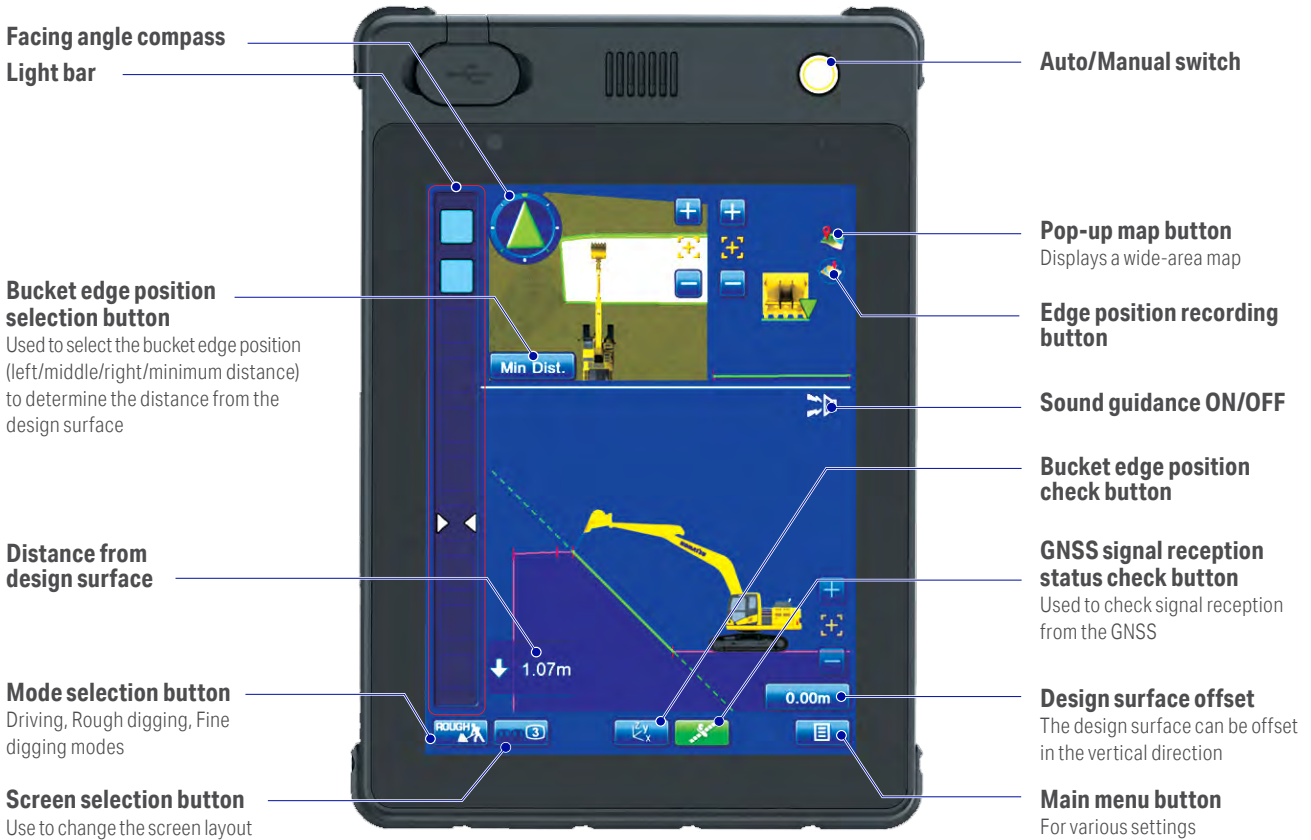 Facing angle compass
Light bar
Bucket edge position
selection button
Used to select the bucket edge position
(left/middle/right/minimum distance)
to determine the distance from the
design surface
Distance from
design surface
Mode selection button
Driving, Rough digging, Fine
digging modes
Screen selection button
Use to change the screen layout
Min Dist.
1.07m
0.00m
ROUGH
3
Z y
x
KOMATSU
Auto/Manual switch
Pop-up map button
Displays a wide-area map
Edge position recording
button
Sound guidance ON/OFF
Bucket edge position
check button
GNSS signal reception
status check button
Used to check signal reception
from the GNSS
Design surface offset
The design surface can be offset
in the vertical direction
Main menu button
For various settings